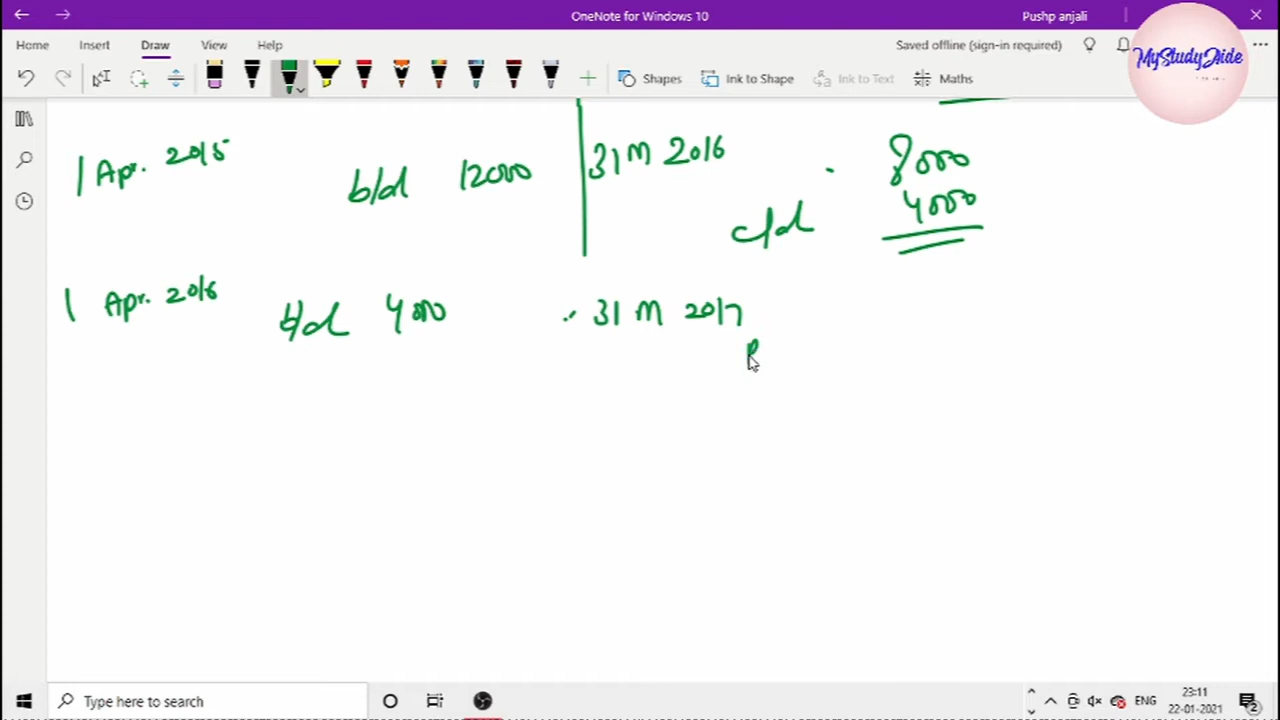 OneNote for Windows 10
Pushp anjali
Home Insert Draw View Help
Saved offline (sign-in required)
MyStudyAide
Shapes Ink to Shape Ink to Text Maths
1 Apr. 2015 b/d 12000 31 M 2016 8000
c/d 4000
1 Apr. 2016 b/d 4000 31 M 2017
Type here to search
ENG
23:11
22-01-2021
2